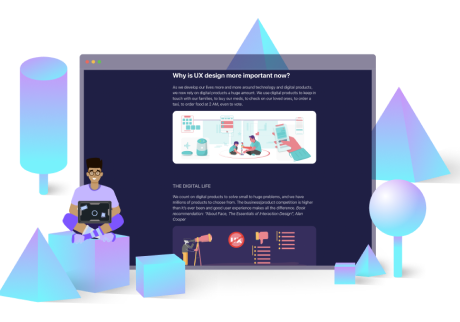 Why is UX design more important now?
As we develop our lives more and more around technology and digital products,
we now rely on digital products a huge amount. We use digital products to keep in
touch with our families, to buy our meds, to check on our loved ones, to order a
taxi, to order food at 2 AM, even to vote.
THE DIGITAL LIFE
We count on digital products to solve small to huge problems, and we have
millions of products to choose from. The business/product competition is higher
than it's ever been and good user experience makes all the difference. Book
recommendation: "About Face, The Essentials of Interaction Design", Alan
Cooper